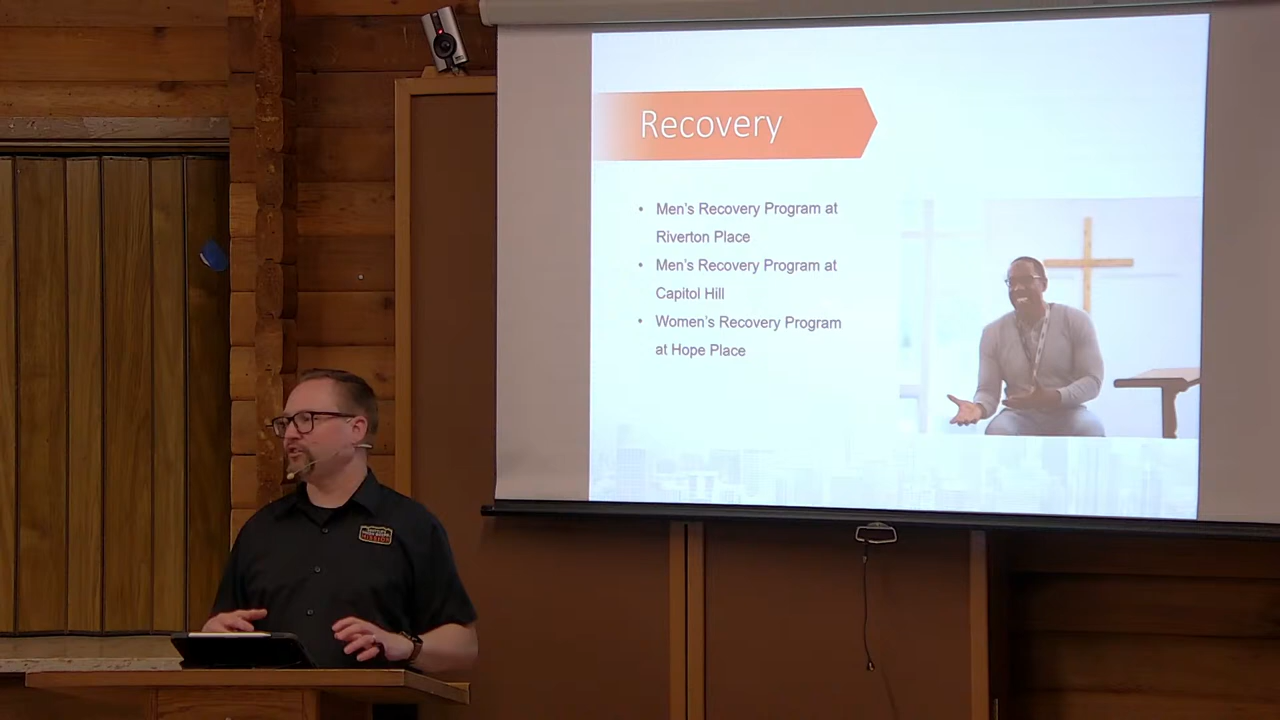 Recovery
• Men's Recovery Program at
Riverton Place
• Men's Recovery Program at
Capitol Hill
• Women's Recovery Program
at Hope Place
MISSION